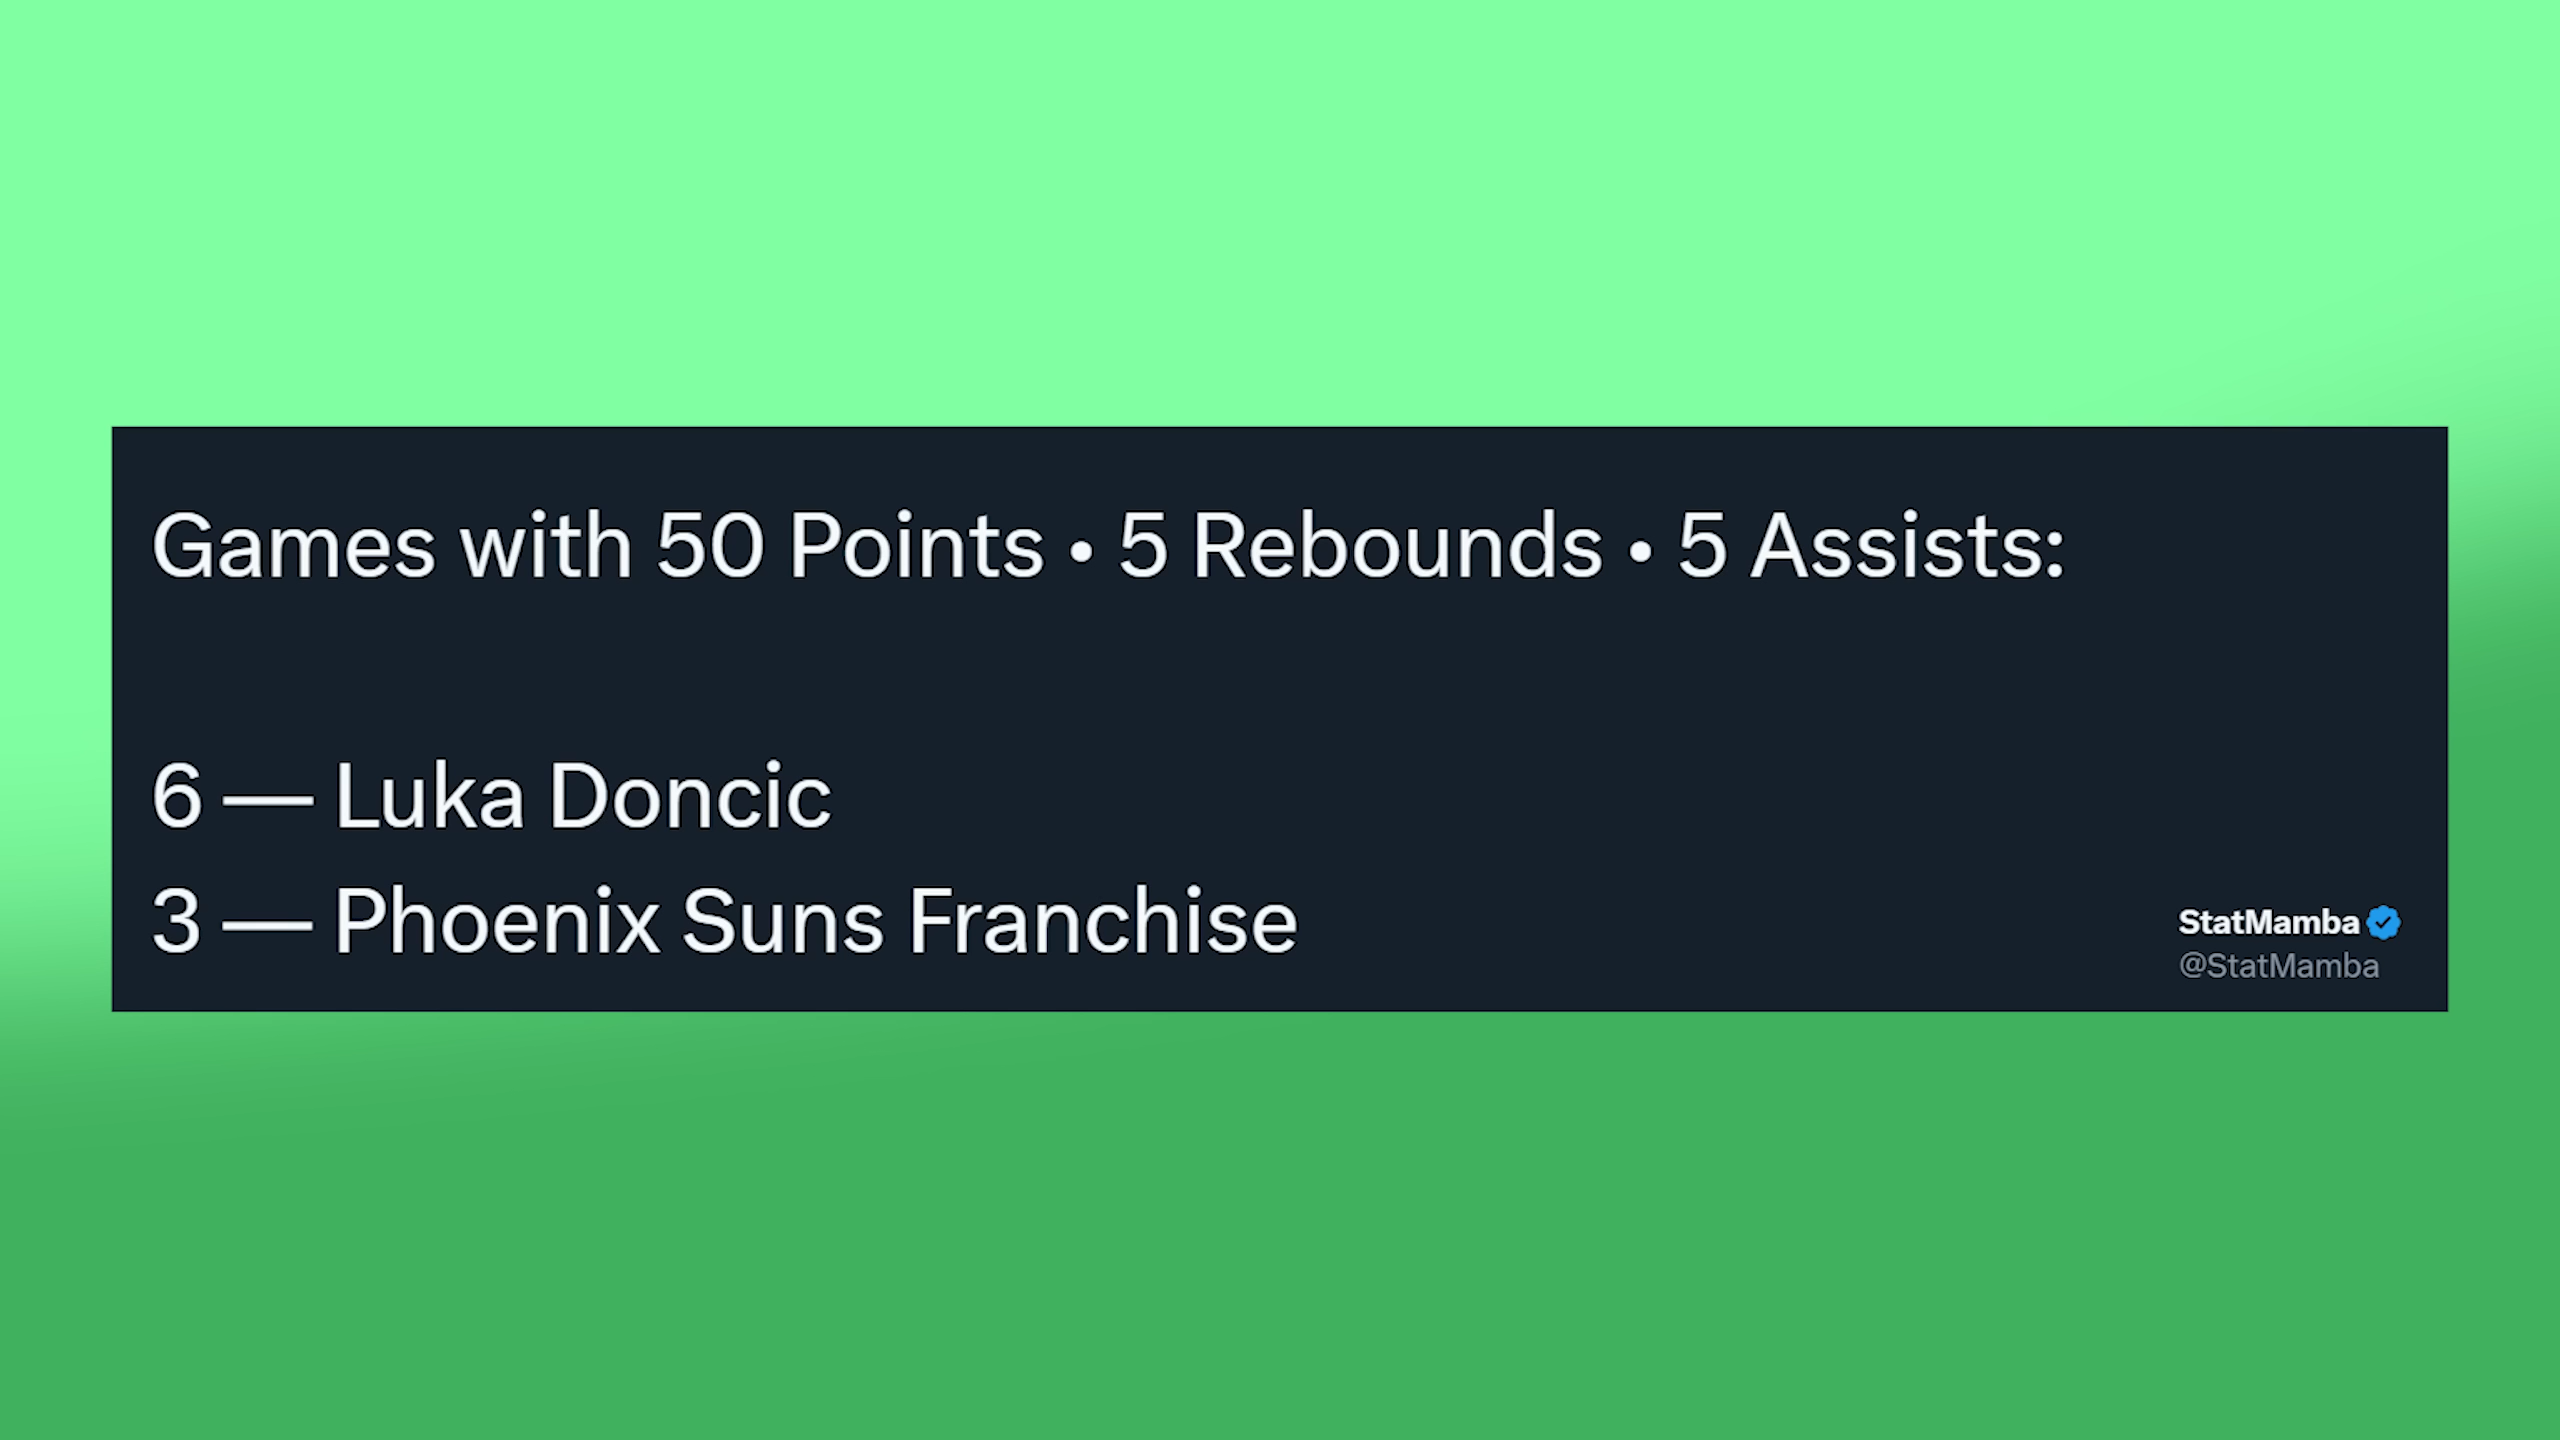 Games with 50 Points • 5 Rebounds • 5 Assists:
6 — Luka Doncic
3 — Phoenix Suns Franchise
StatMamba
@StatMamba